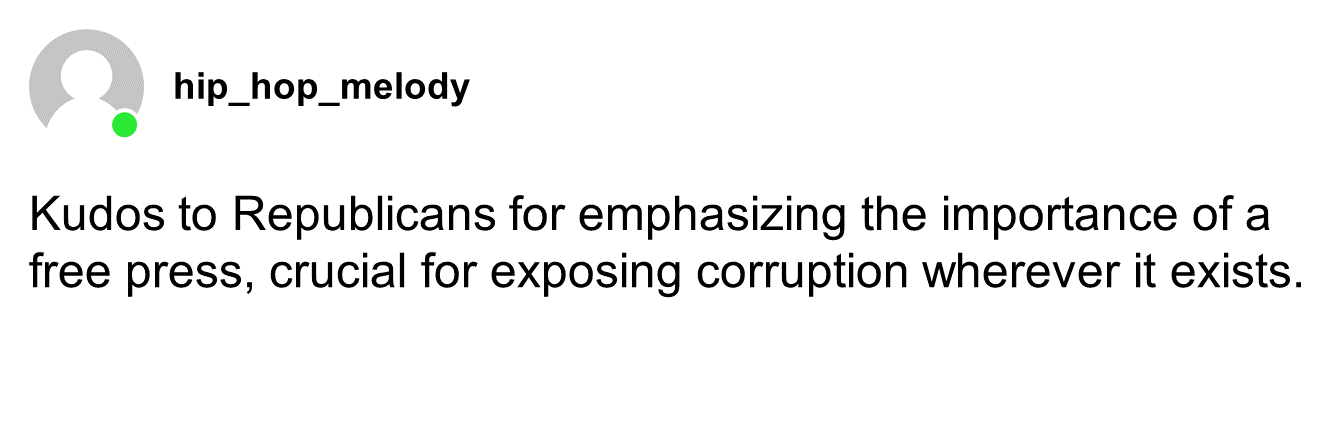 hip_hop_melody
Kudos to Republicans for emphasizing the importance of a
free press, crucial for exposing corruption wherever it exists.